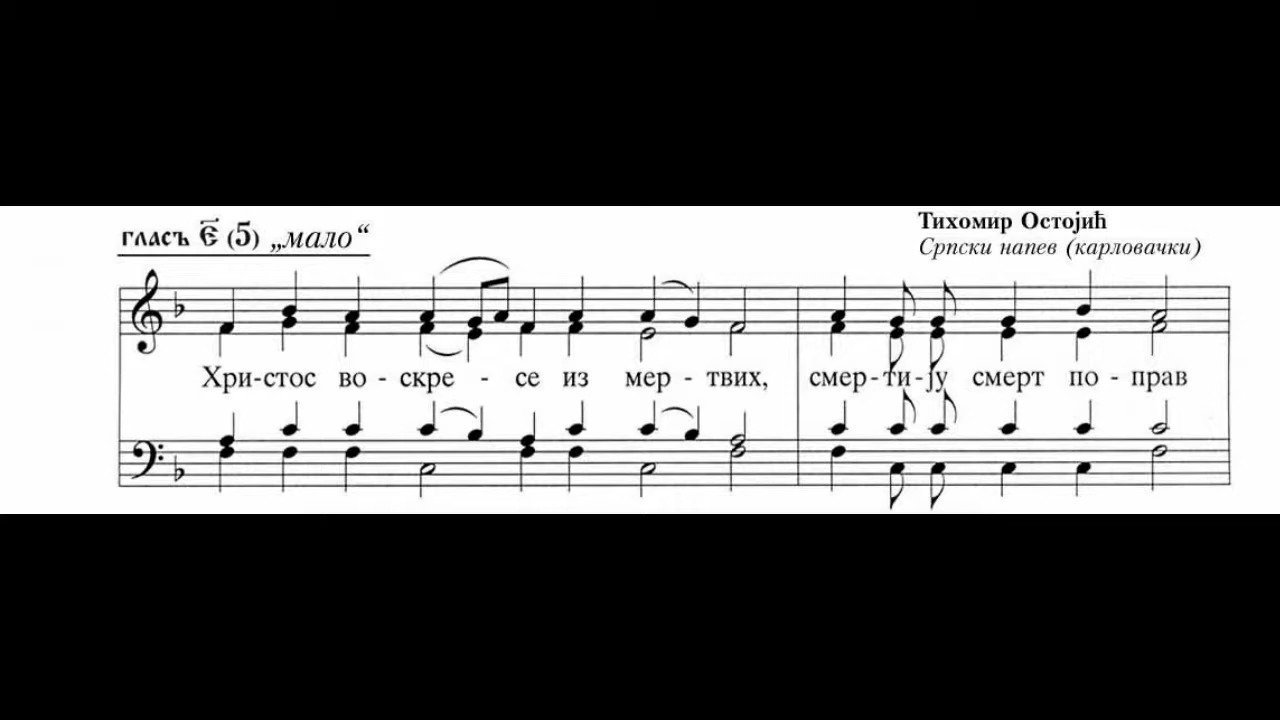 гласъ Е҃ (5) „мало“
Тихомир Остојић
Српски напев (карловачки)
Хри-стос во - скре - се из мер - твих, смер-ти-ју смерт по - прав